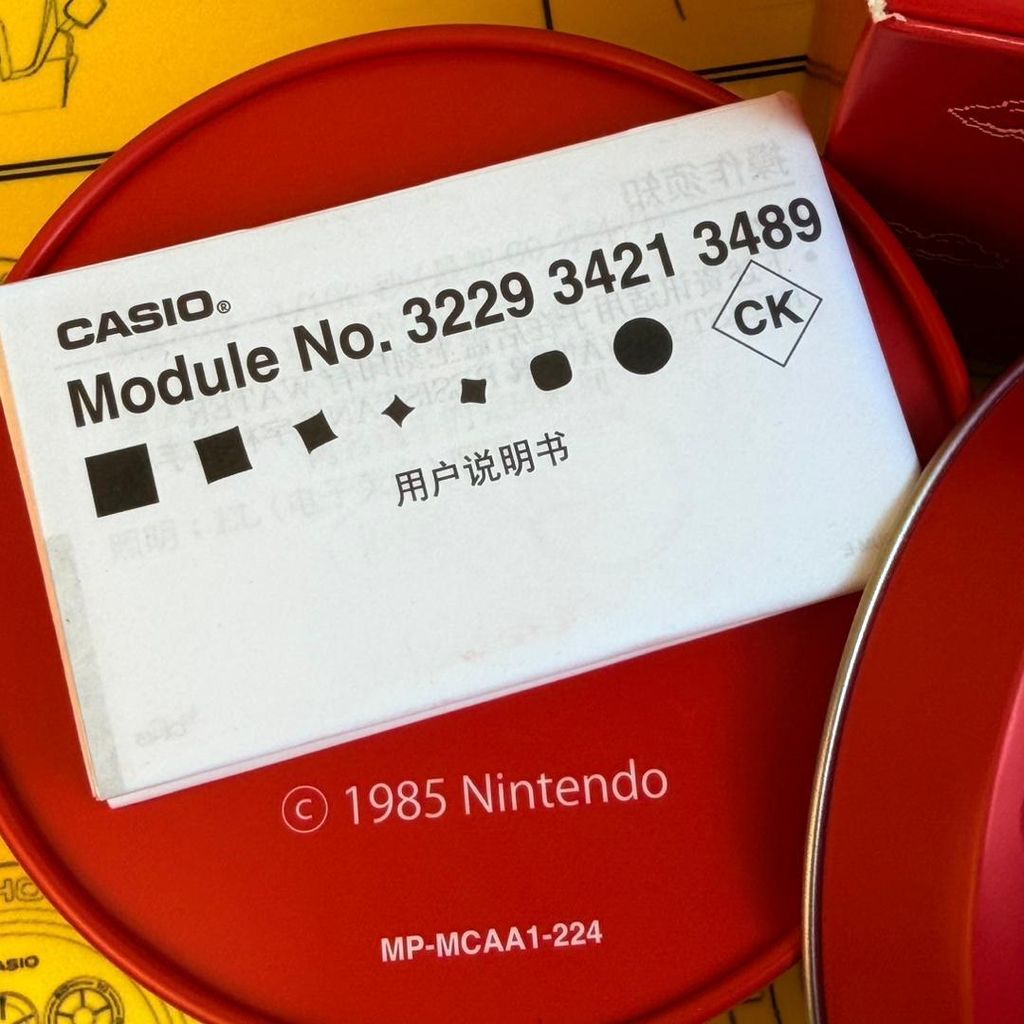 CASIO®
Module No. 3229 3421 3489
CK
用户说明书
© 1985 Nintendo
MP-MCAA1-224